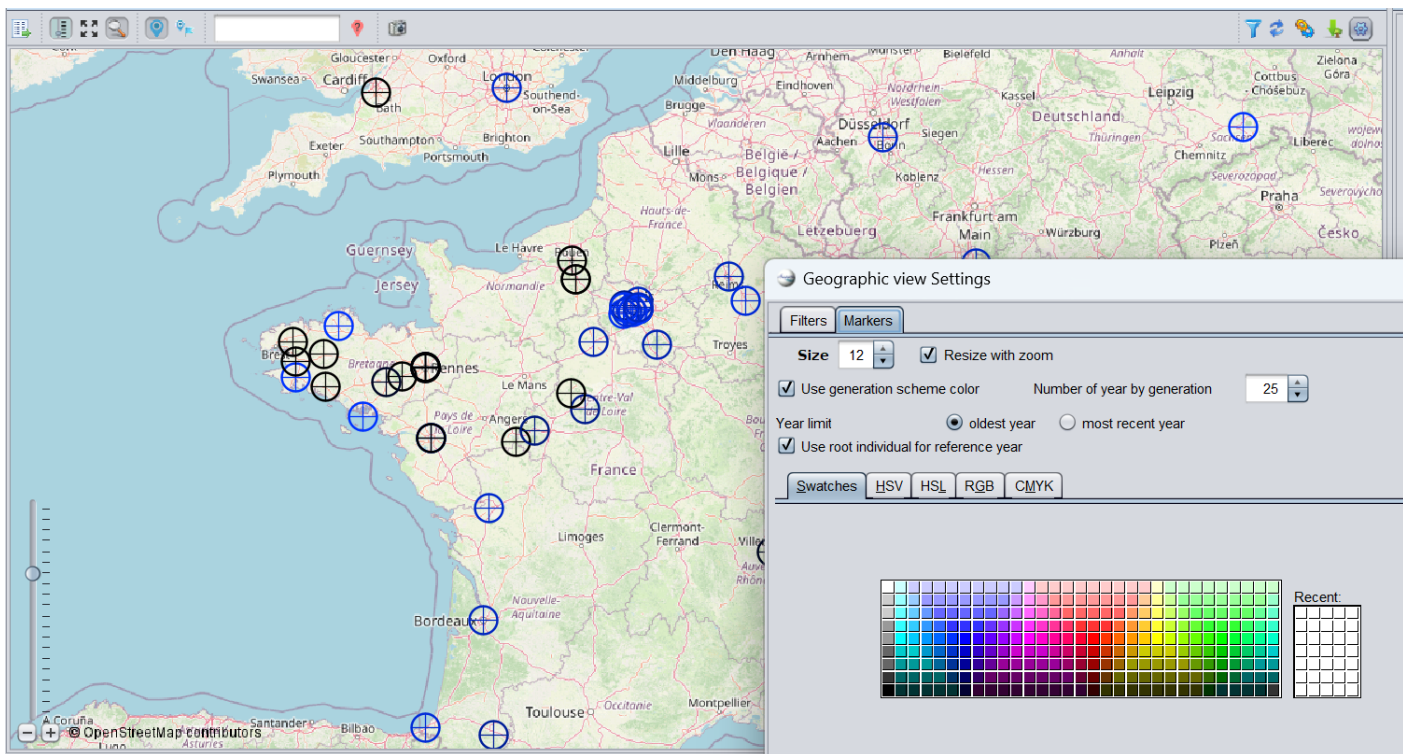 Gloucester
Oxford
Colchester
Den Haag
Arnhem
Münster
Bielefeld
Anhalt
Zielona
Góra
Swansea
Cardiff
London
Southend-
on-Sea
Bath
Middelburg
Eindhoven
Nordrhein-
Westfalen
Kassel
Leipzig
Cottbus
- Chóśebuz
Brugge
Vlaanderen
Düsseldorf
Siegen
Deutschland
Thüringen
Sachsen
Liberec
Exeter
Southampton
Brighton
Portsmouth
Plymouth
Lille
België /
Belgique /
Belgien
Aachen
Bonn
Chemnitz
Mons
Koblenz
Hessen
Severozápad
Praha
Hauts-de-
France
Frankfurt am
Main
Würzburg
Plzeň
Česko
Letzebuerg
Guernsey
Le Havre
Rouen
Jersey
Normandie
Reims
Brest
Bretagne
Rennes
Troyes
Le Mans
Centre-Val
de Loire
Pays de
la Loire
Angers
France
Limoges
Clermont-
Ferrand
Nouvelle-
Aquitaine
Bordeaux
Toulouse
Occitanie
Montpellier
A Coruña
Santander
Bilbao
Lugo
Asturies
© OpenStreetMap contributors
Geographic view Settings
Filters
Markers
Size
12
Resize with zoom
Use generation scheme color
Number of year by generation
25
Year limit
oldest year
most recent year
Use root individual for reference year
Swatches
HSV
HSL
RGB
CMYK
Recent: